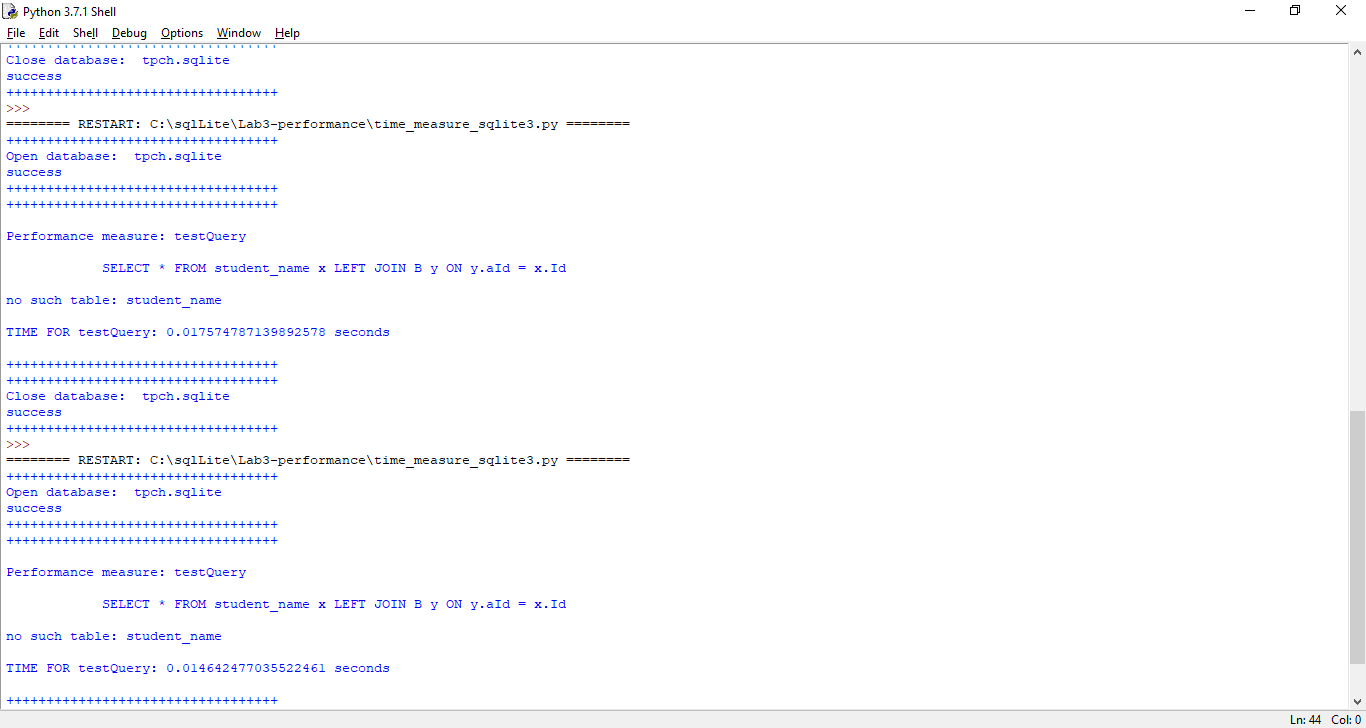 Python 3.7.1 Shell
File Edit Shell Debug Options Window Help
++++++++++++++++++++++++++++++++++
Close database:  tpch.sqlite
success
++++++++++++++++++++++++++++++++++
>>>
======== RESTART: C:\sqlLite\Lab3-performance\time_measure_sqlite3.py ========
++++++++++++++++++++++++++++++++++
Open database:  tpch.sqlite
success
++++++++++++++++++++++++++++++++++
++++++++++++++++++++++++++++++++++
Performance measure: testQuery
SELECT * FROM student_name x LEFT JOIN B y ON y.aId = x.Id
no such table: student_name
TIME FOR testQuery: 0.017574787139892578 seconds
++++++++++++++++++++++++++++++++++
++++++++++++++++++++++++++++++++++
Close database:  tpch.sqlite
success
++++++++++++++++++++++++++++++++++
>>>
======== RESTART: C:\sqlLite\Lab3-performance\time_measure_sqlite3.py ========
++++++++++++++++++++++++++++++++++
Open database:  tpch.sqlite
success
++++++++++++++++++++++++++++++++++
++++++++++++++++++++++++++++++++++
Performance measure: testQuery
SELECT * FROM student_name x LEFT JOIN B y ON y.aId = x.Id
no such table: student_name
TIME FOR testQuery: 0.014642477035522461 seconds
++++++++++++++++++++++++++++++++++
Ln: 44 Col: 0